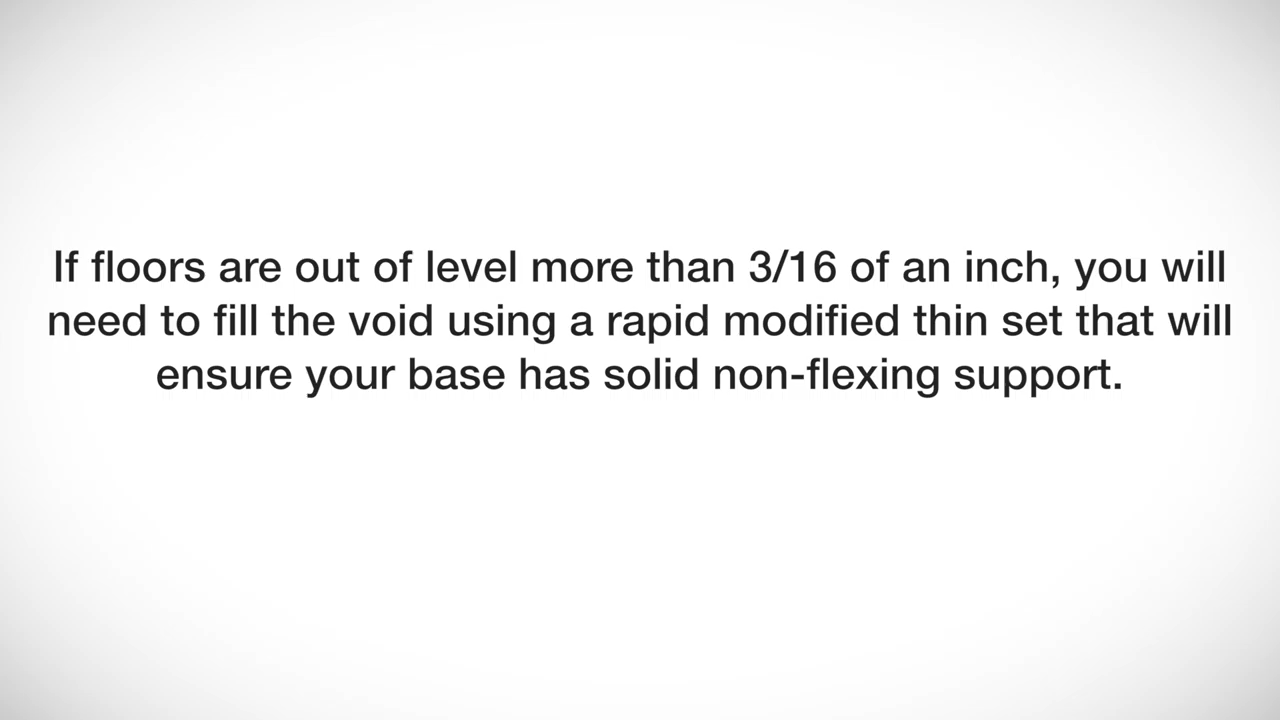 If floors are out of level more than 3/16 of an inch, you will
need to fill the void using a rapid modified thin set that will
ensure your base has solid non-flexing support.